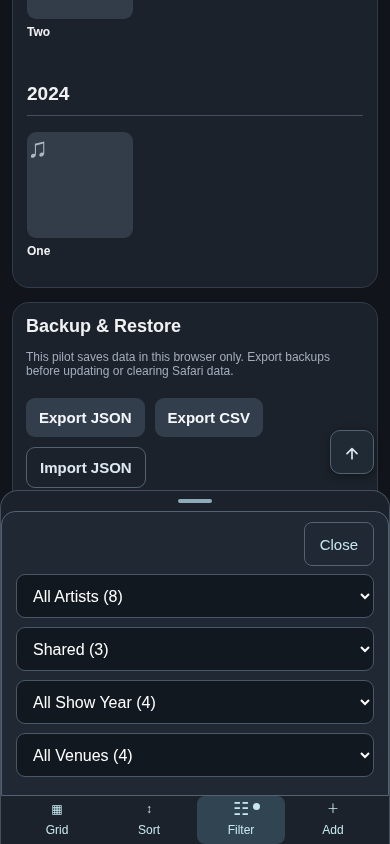 Two
2024
One
Backup & Restore
This pilot saves data in this browser only. Export backups
before updating or clearing Safari data.
Export JSON
Export CSV
Import JSON
Close
All Artists (8)
Shared (3)
All Show Year (4)
All Venues (4)
Grid
Sort
Filter
Add